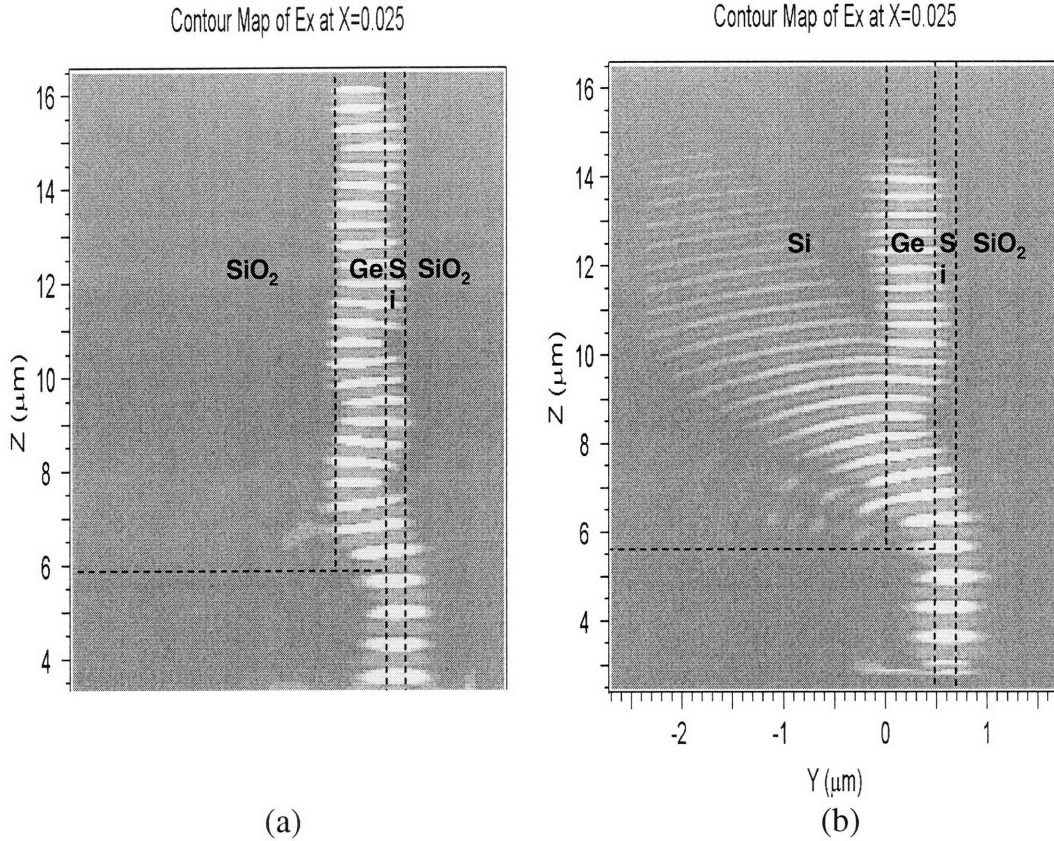 Contour Map of Ex at X=0.025
16
14
12
10
8
6
4
Z (μm)
SiO2
Ge
S
i
SiO2
(a)
Contour Map of Ex at X=0.025
16
14
12
10
8
6
4
Z (μm)
Si
Ge
S
i
SiO2
-2
-1
0
1
Y (μm)
(b)